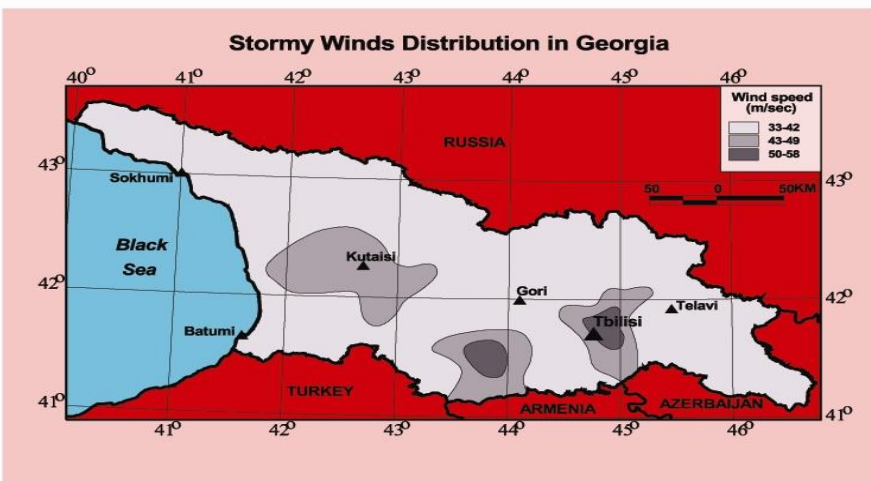 Stormy Winds Distribution in Georgia
40° 41° 42° 43° 44° 45° 46°
Wind speed
(m/sec)
33-42
43-49
50-58
RUSSIA
43° 43°
Sokhumi
50 0 50KM
Black
Sea
Kutaisi
42° 42°
Gori
Telavi
Tbilisi
Batumi
TURKEY
ARMENIA
AZERBAIJAN
41° 41°
41° 42° 43° 44° 45° 46°